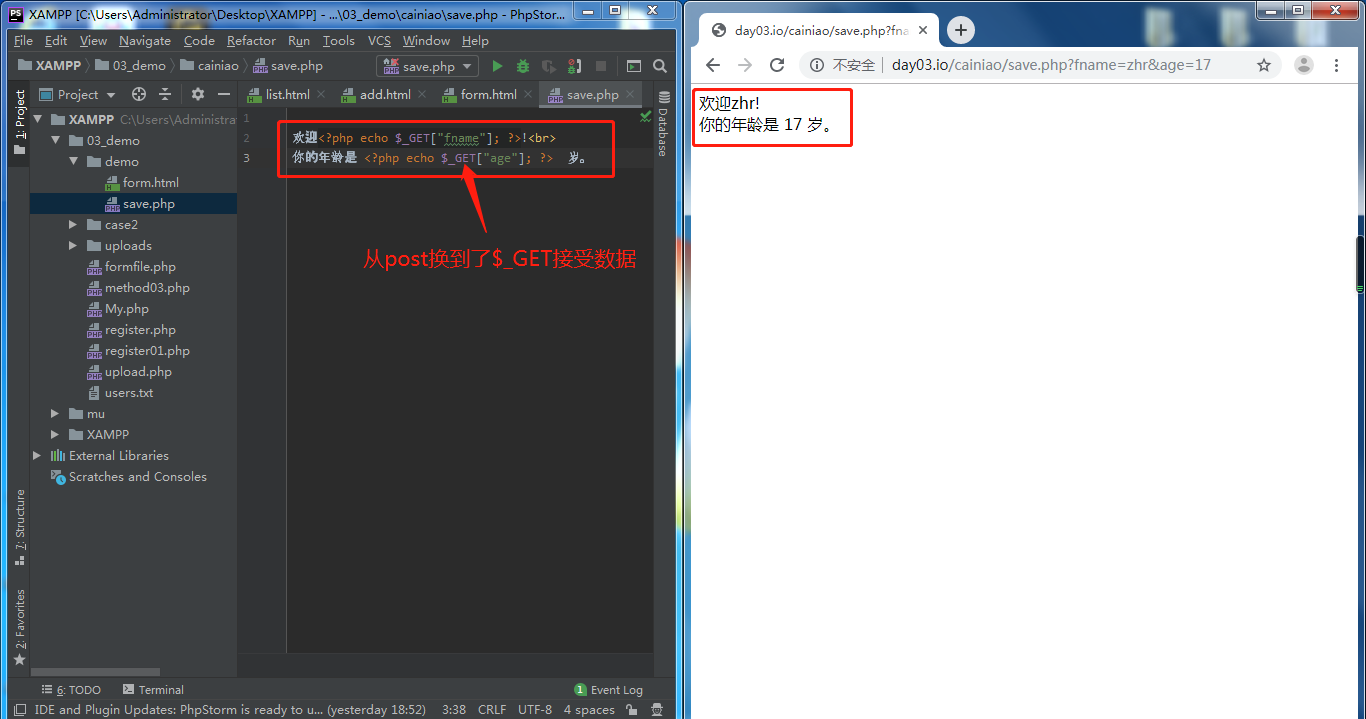 XAMPP [C:\Users\Administrator\Desktop\XAMPP] - ...\03_demo\cainiao\save.php - PhpStor...
File Edit View Navigate Code Refactor Run Tools VCS Window Help
XAMPP 03_demo cainiao save.php save.php
Project list.html add.html form.html save.php
1: Project
7: Structure
2: Favorites
XAMPP C:\Users\Administra
03_demo
demo
form.html
save.php
case2
uploads
formfile.php
method03.php
My.php
register.php
register01.php
upload.php
users.txt
mu
XAMPP
External Libraries
Scratches and Consoles
1
2 欢迎<?php echo $_GET["fname"]; ?>!<br>
3 你的年龄是 <?php echo $_GET["age"]; ?> 岁。
从post换到了$_GET接受数据
Database
6: TODO Terminal 1 Event Log
IDE and Plugin Updates: PhpStorm is ready to u... (yesterday 18:52) 3:38 CRLF UTF-8 4 spaces
day03.io/cainiao/save.php?fna
不安全 | day03.io/cainiao/save.php?fname=zhr&age=17
欢迎zhr!
你的年龄是 17 岁。